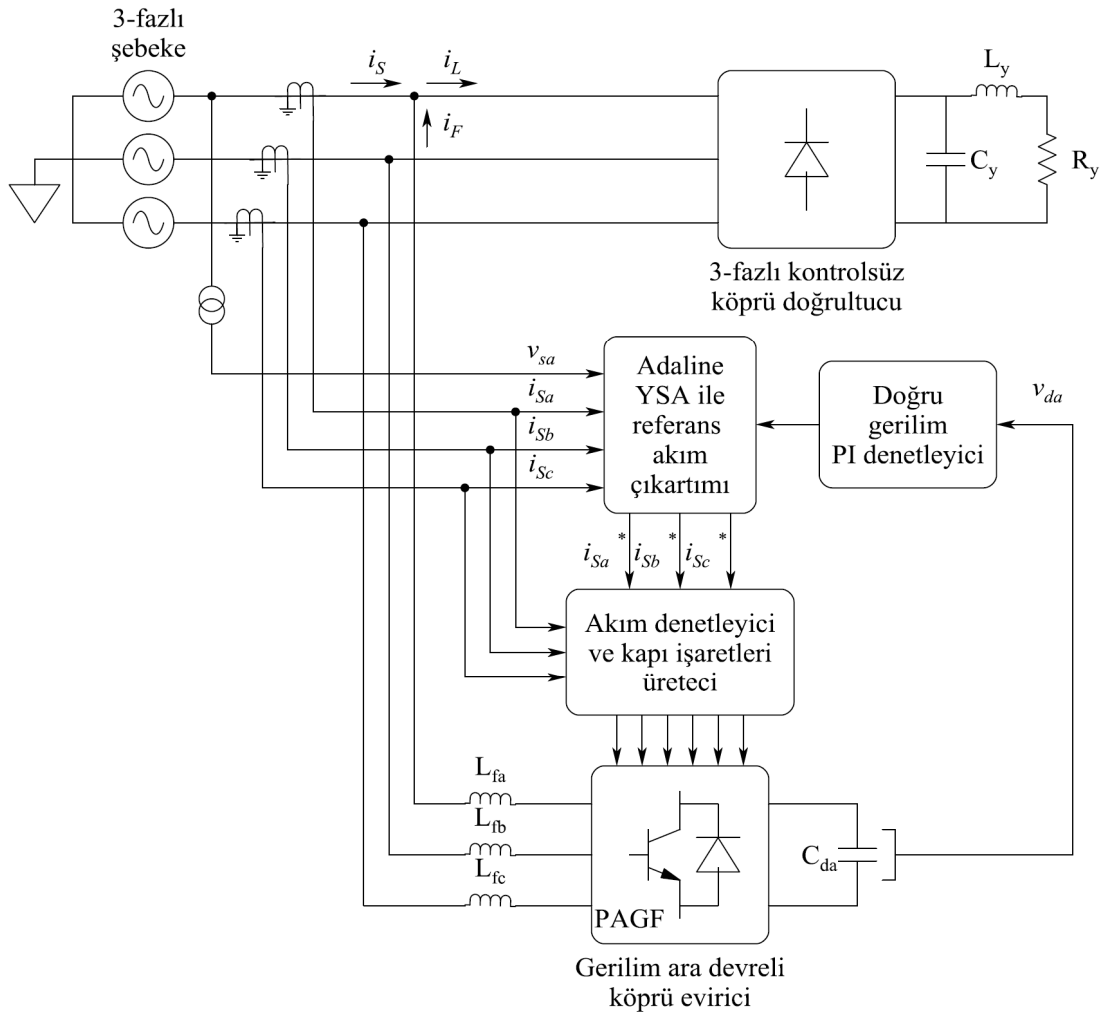 3-fazlı
şebeke
i_S
i_L
i_F
L_y
C_y
R_y
3-fazlı kontrolsüz
köprü doğrultucu
v_sa
i_Sa
i_Sb
i_Sc
Adaline
YSA ile
referans
akım
çıkartımı
Doğru
gerilim
PI denetleyici
v_da
i_Sa* i_Sb* i_Sc*
Akım denetleyici
ve kapı işaretleri
üreteci
L_fa
L_fb
L_fc
PAGF
C_da
Gerilim ara devreli
köprü evirici